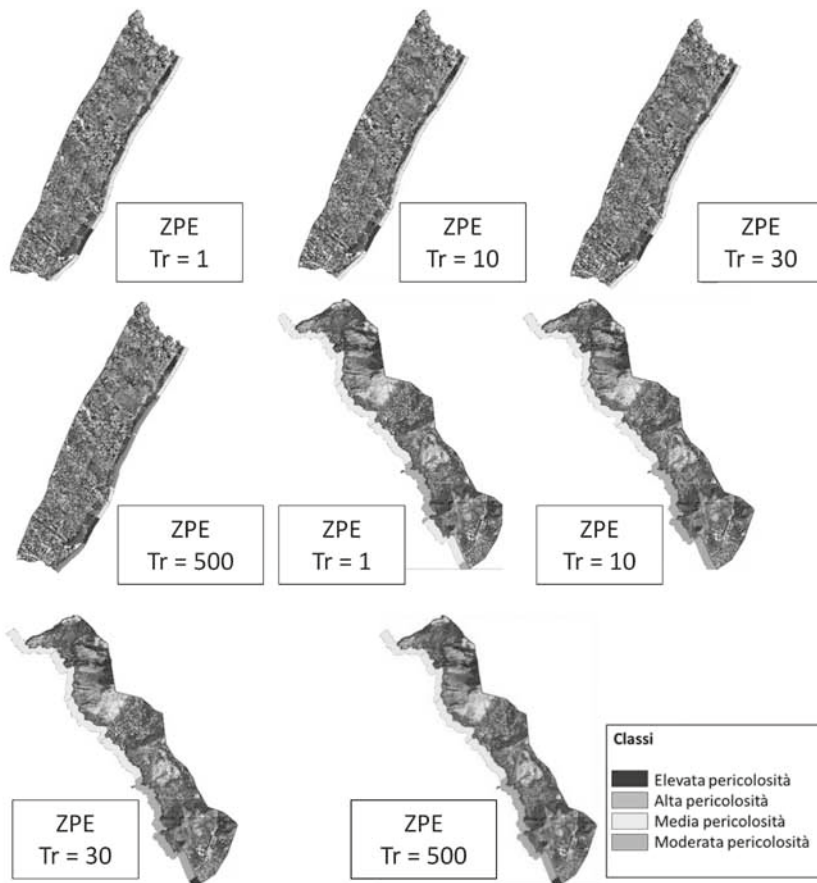 ZPE
Tr = 1
ZPE
Tr = 10
ZPE
Tr = 30
ZPE
Tr = 500
ZPE
Tr = 1
ZPE
Tr = 10
ZPE
Tr = 30
ZPE
Tr = 500
Classi
Elevata pericolosità
Alta pericolosità
Media pericolosità
Moderata pericolosità